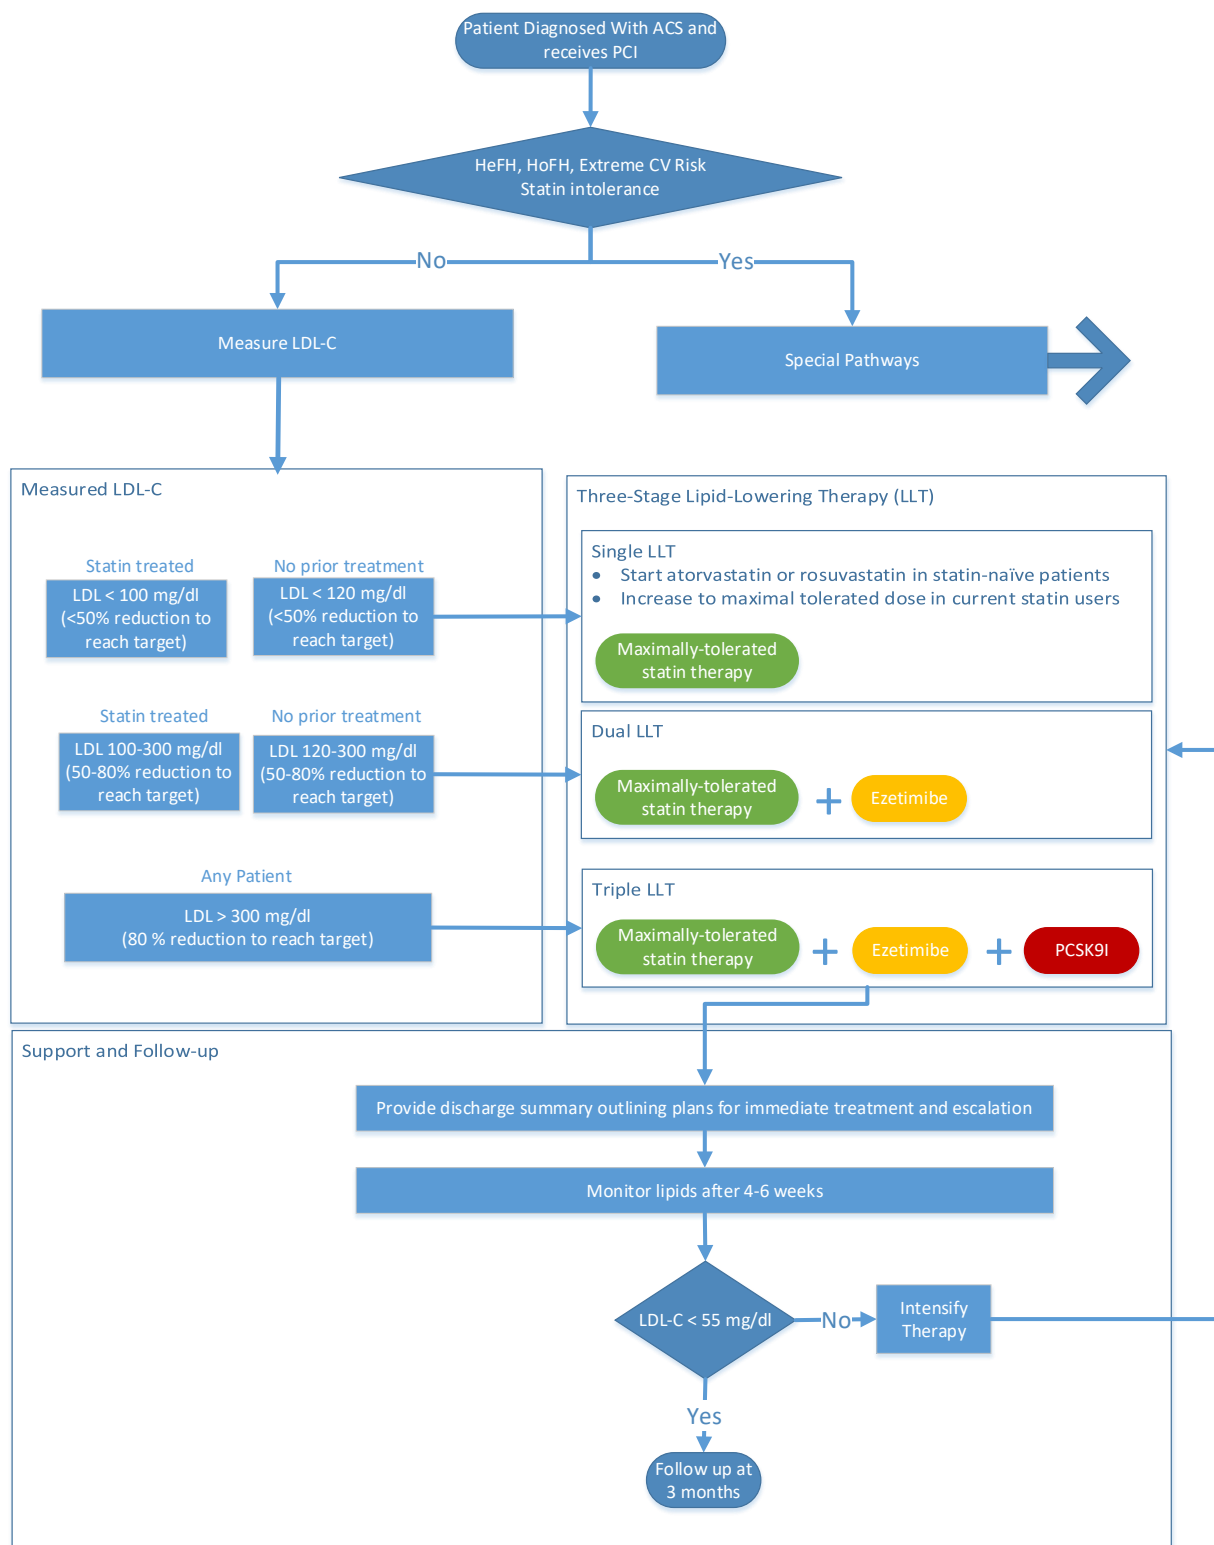 Patient Diagnosed With ACS and
receives PCI
HeFH, HoFH, Extreme CV Risk
Statin intolerance
No
Yes
Measure LDL-C
Special Pathways
Measured LDL-C
Statin treated
LDL < 100 mg/dl
(<50% reduction to
reach target)
No prior treatment
LDL < 120 mg/dl
(<50% reduction to
reach target)
Statin treated
LDL 100-300 mg/dl
(50-80% reduction to
reach target)
No prior treatment
LDL 120-300 mg/dl
(50-80% reduction to
reach target)
Any Patient
LDL > 300 mg/dl
(80 % reduction to reach target)
Three-Stage Lipid-Lowering Therapy (LLT)
Single LLT
• Start atorvastatin or rosuvastatin in statin-naïve patients
• Increase to maximal tolerated dose in current statin users
Maximally-tolerated
statin therapy
Dual LLT
Maximally-tolerated
statin therapy
+
Ezetimibe
Triple LLT
Maximally-tolerated
statin therapy
+
Ezetimibe
+
PCSK9I
Support and Follow-up
Provide discharge summary outlining plans for immediate treatment and escalation
Monitor lipids after 4-6 weeks
LDL-C < 55 mg/dl
No
Intensify
Therapy
Yes
Follow up at
3 months